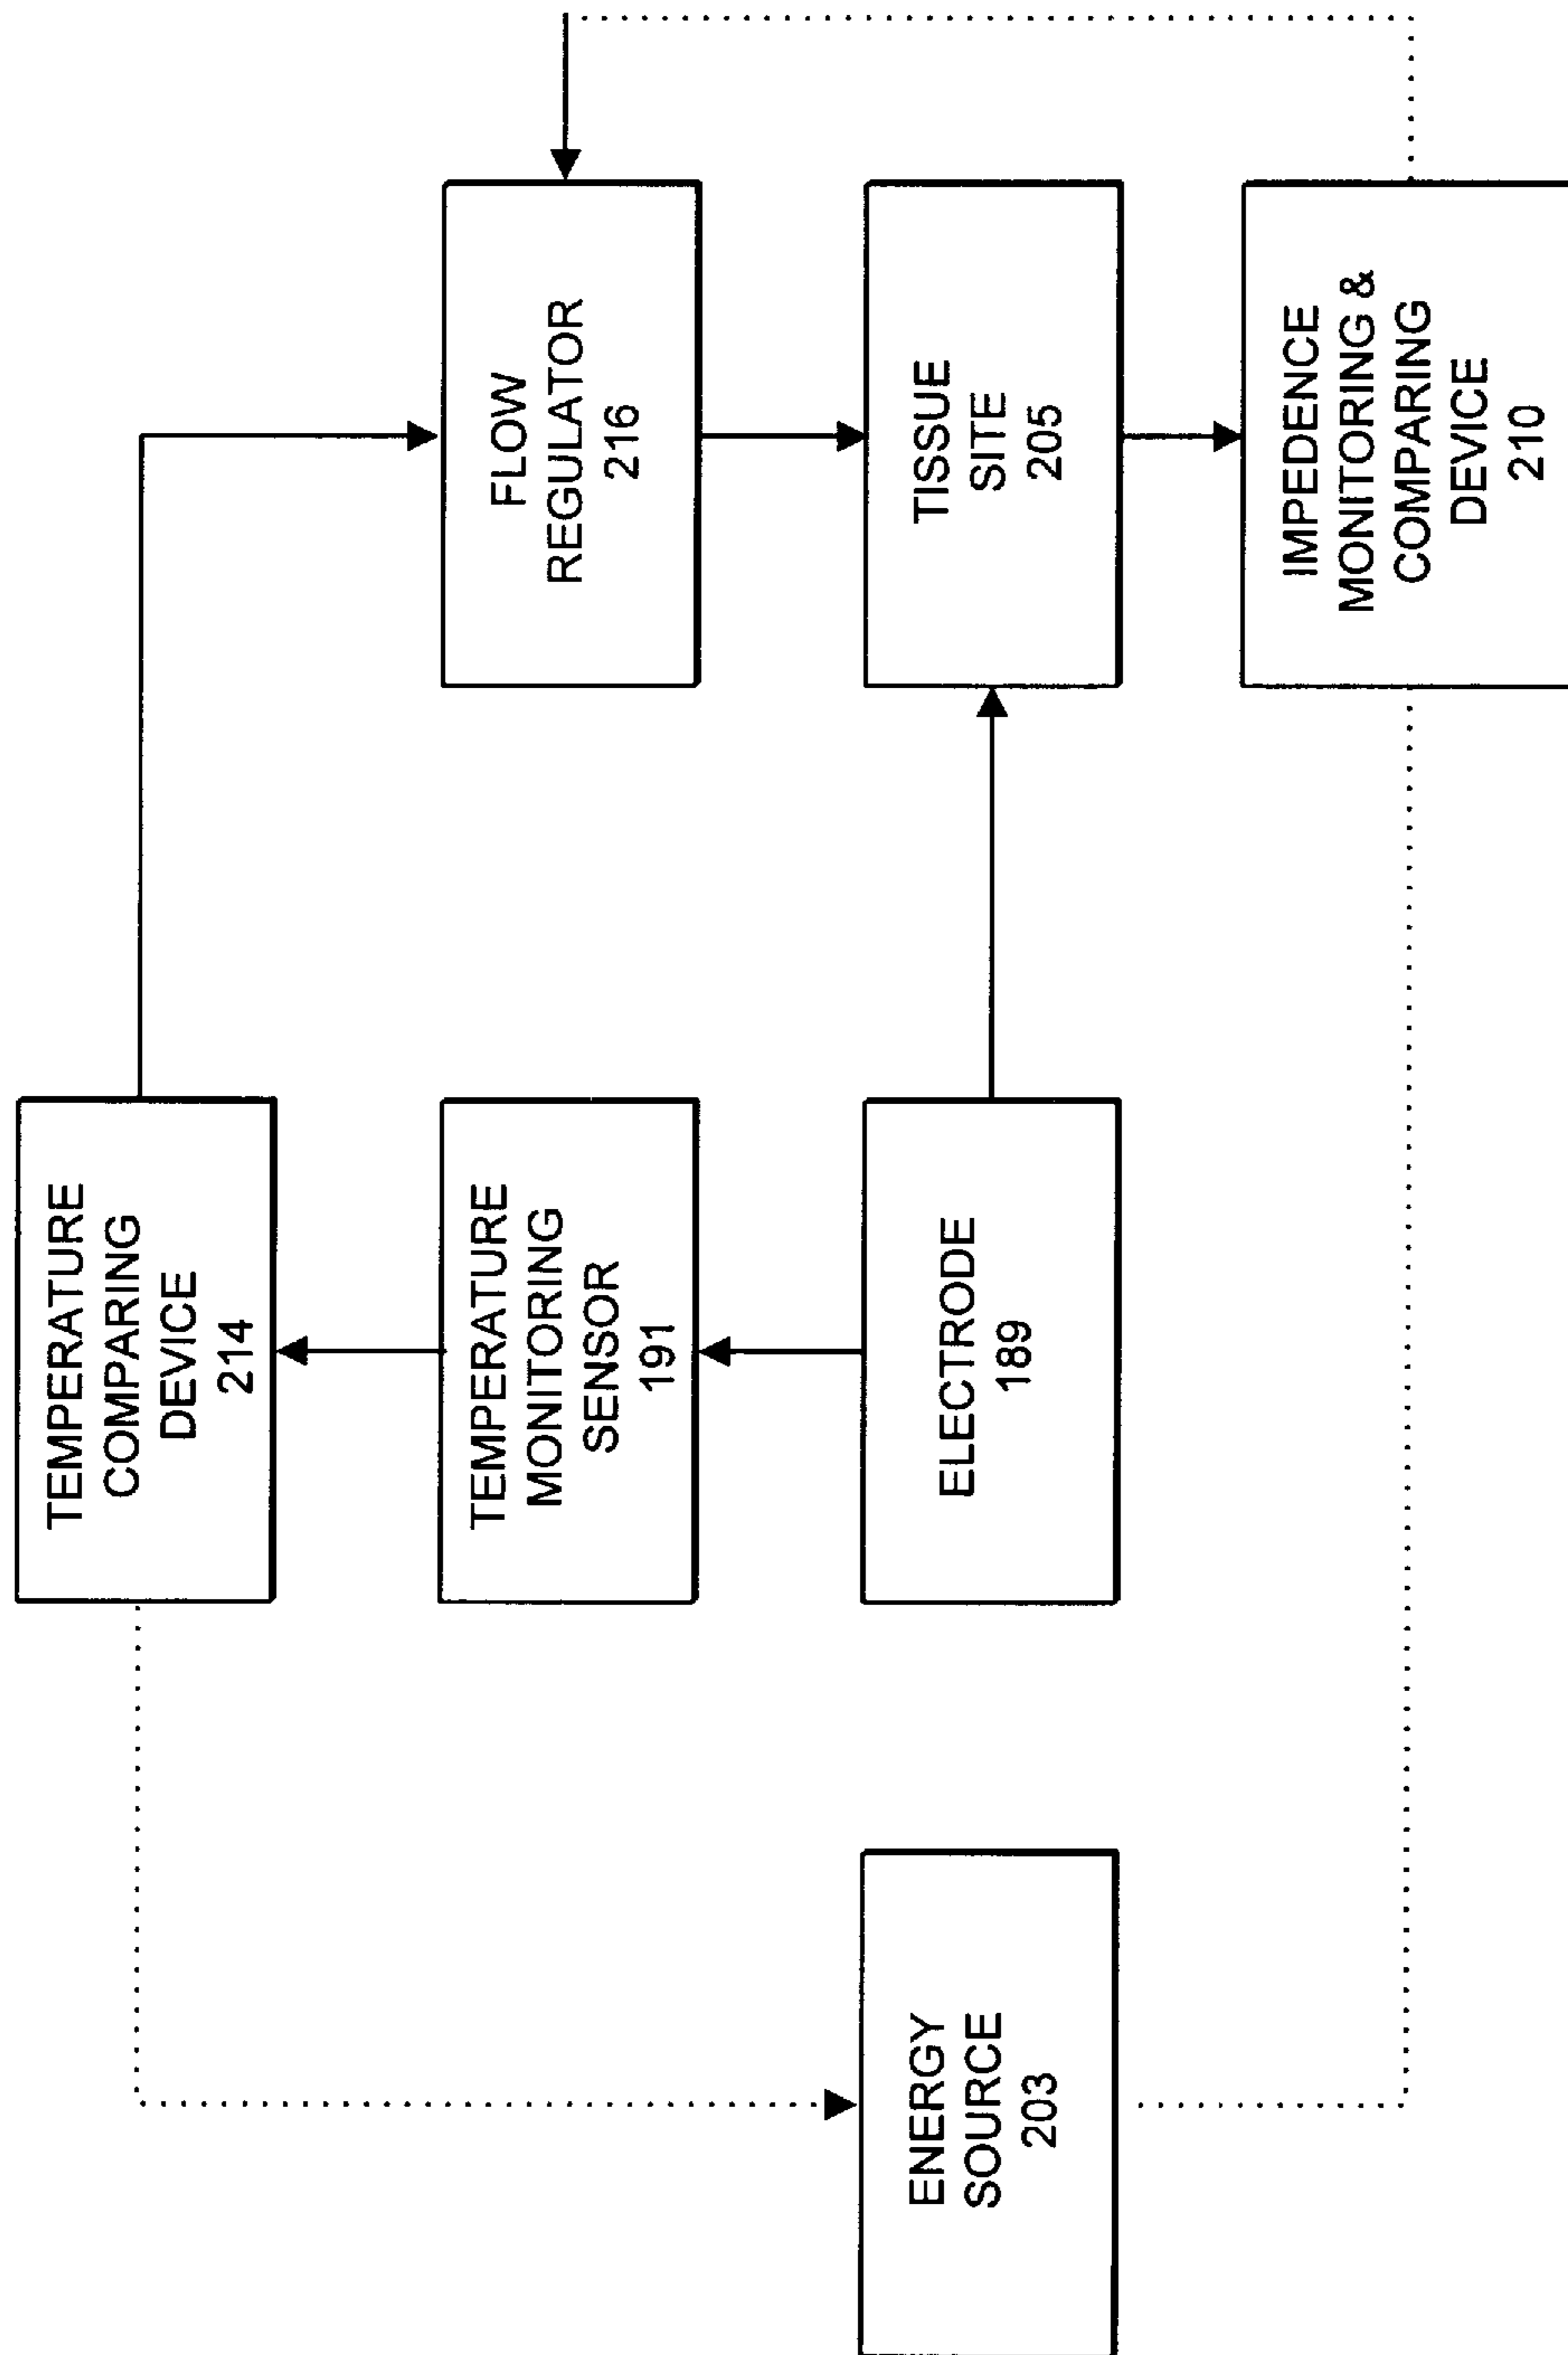 TEMPERATURE
COMPARING
DEVICE
214
TEMPERATURE
MONITORING
SENSOR
191
ELECTRODE
189
ENERGY
SOURCE
203
FLOW
REGULATOR
216
TISSUE
SITE
205
IMPEDENCE
MONITORING &
COMPARING
DEVICE
210